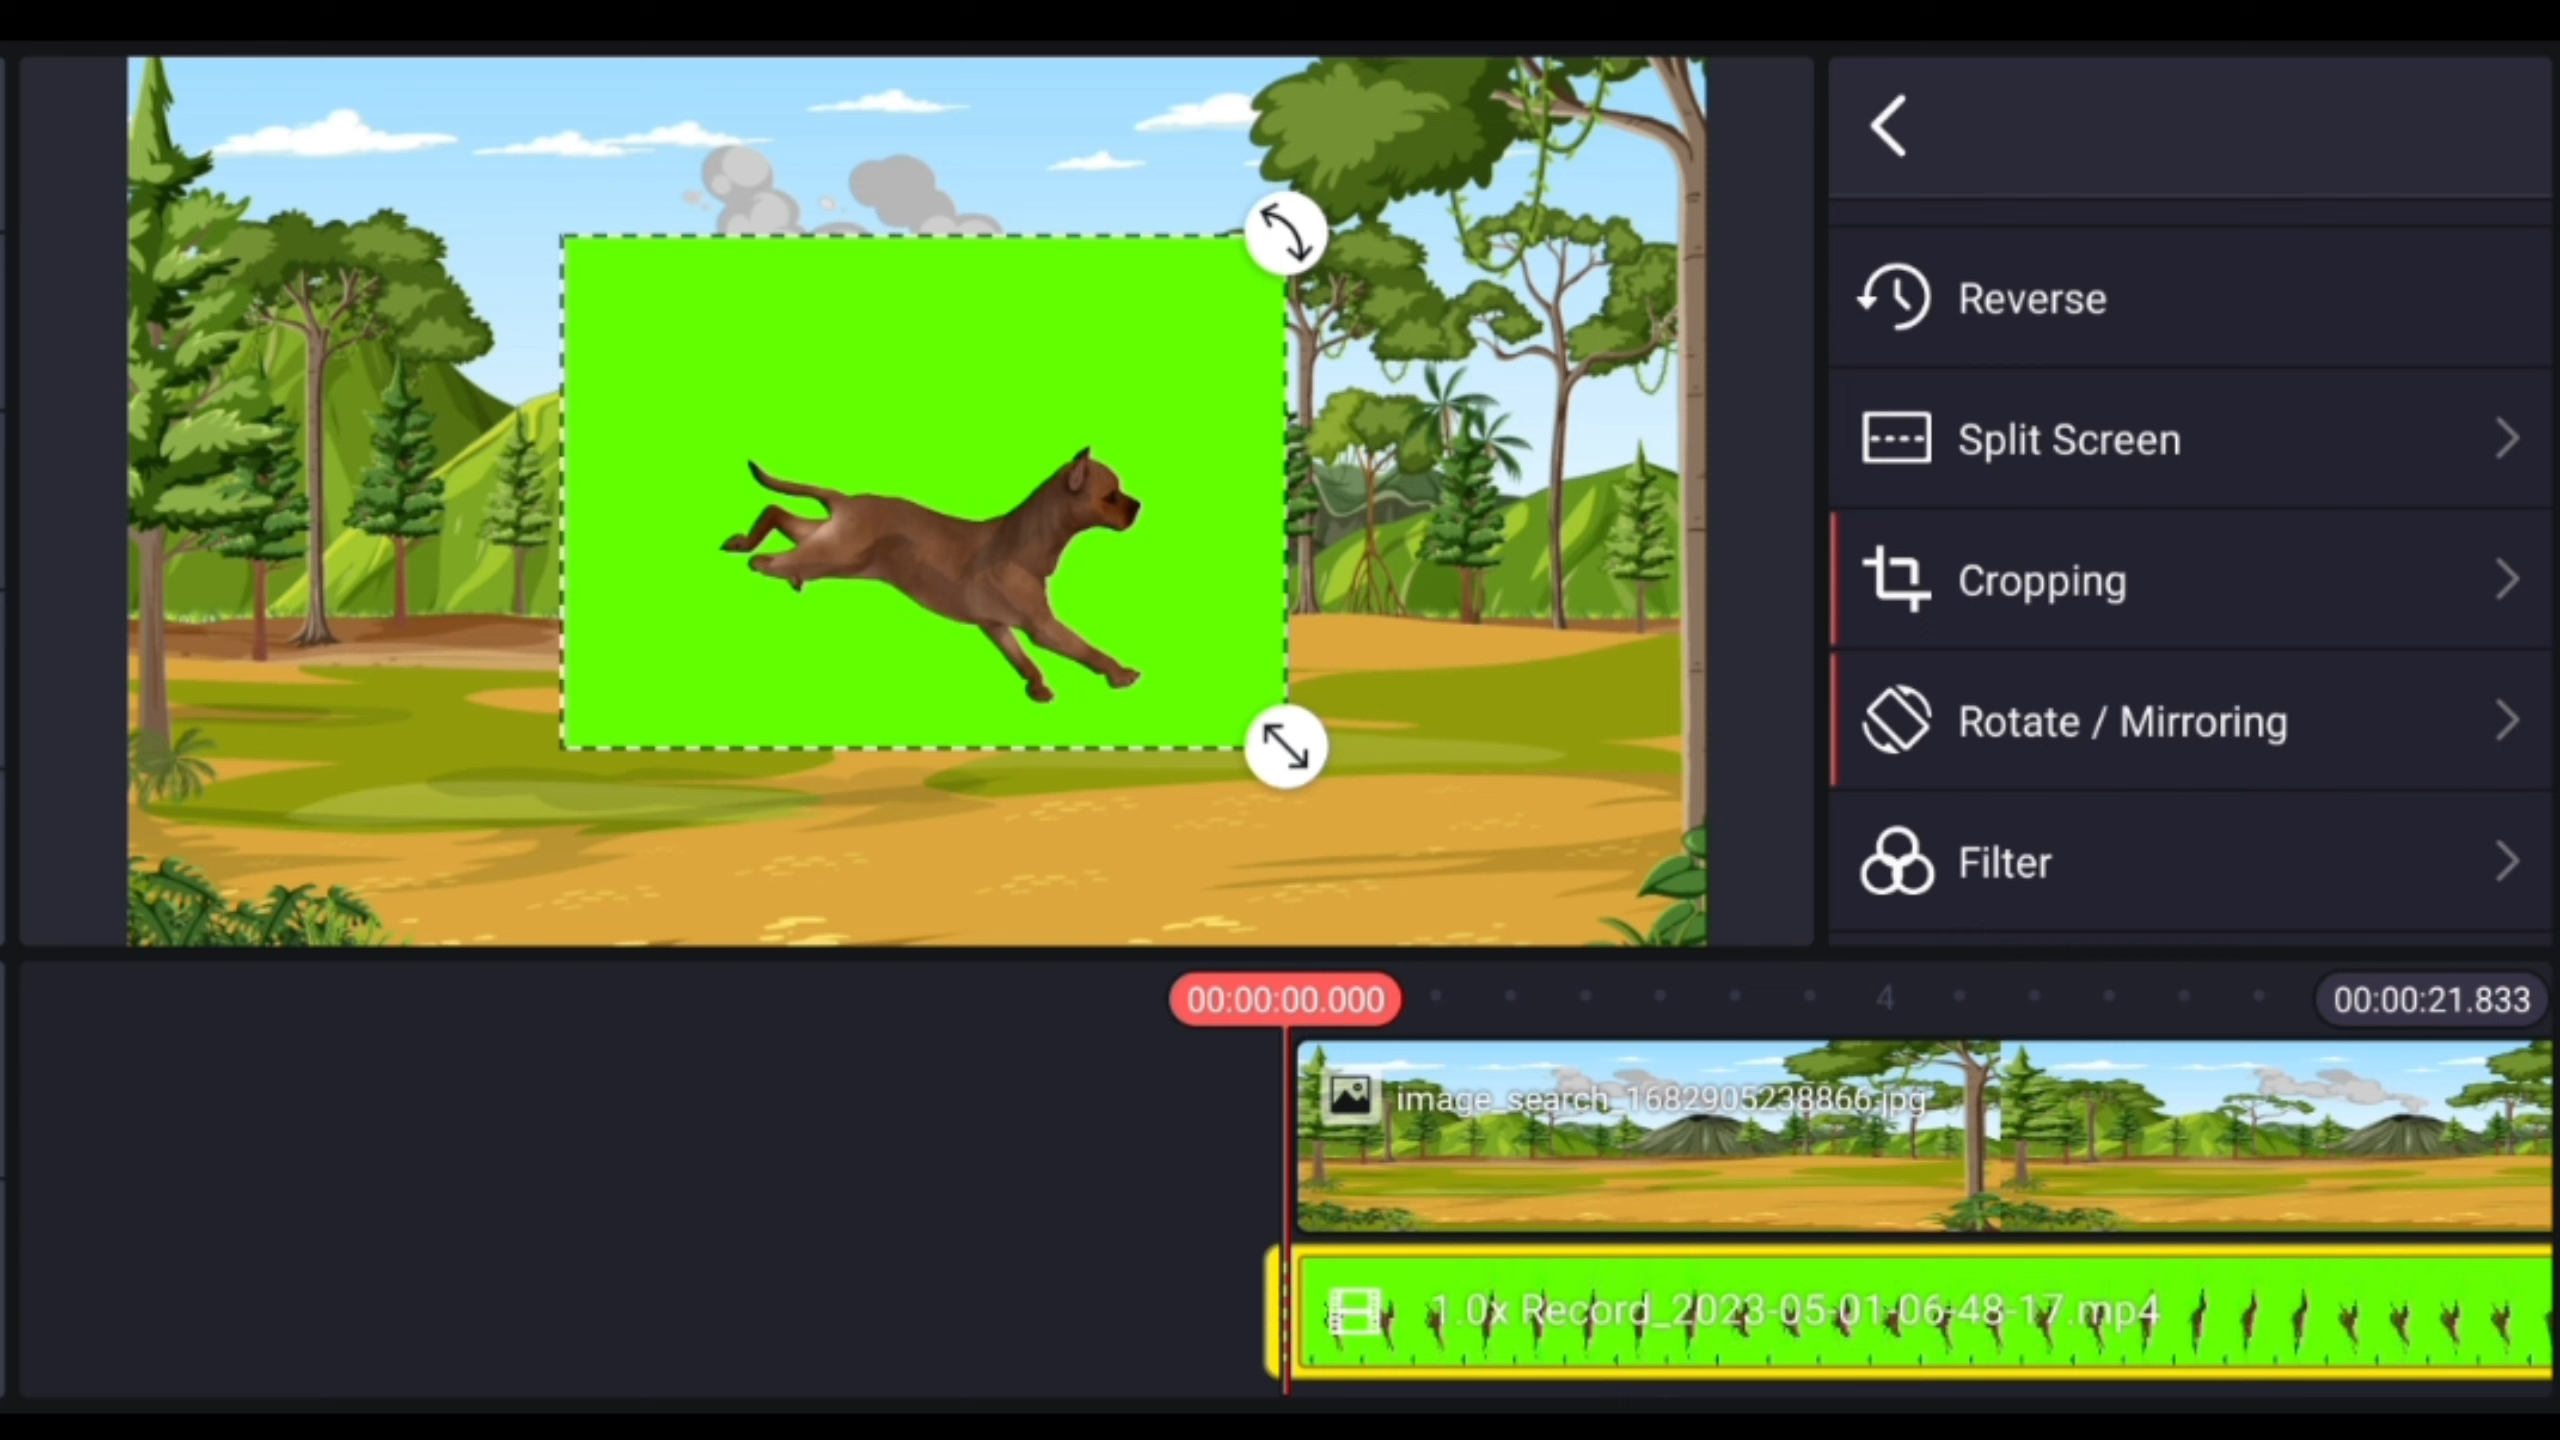 Reverse
Split Screen
Cropping
Rotate / Mirroring
Filter
00:00:00.000
4
00:00:21.833
image_search_1682905238866.jpg
1.0x Record_2023-05-01-06-48-17.mp4